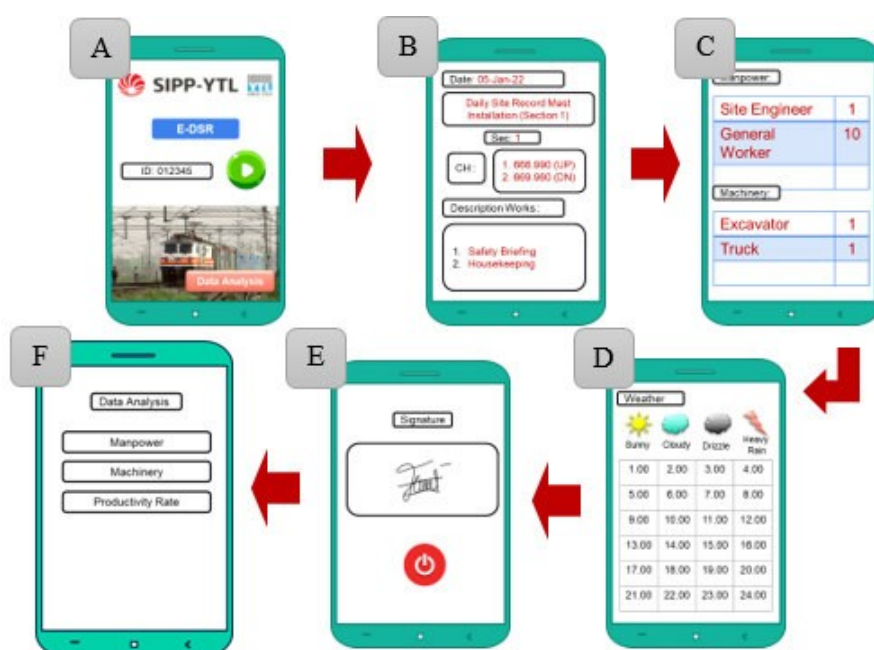 A
SIPP-YTL YTL
E-DSR
ID: 012345
Data Analysis
B
Date: 05-Jan-22
Daily Site Record Mast
Installation (Section 1)
Sec: 1
CH :
1. 668.990 (UP)
2. 669.960 (DN)
Description Works :
1. Safety Briefing
2. Housekeeping
C
Manpower:
Site Engineer 1
General 10
Worker
Machinery:
Excavator 1
Truck 1
D
Weather
Sunny Cloudy Drizzle Heavy
Rain
1.00 2.00 3.00 4.00
5.00 6.00 7.00 8.00
9.00 10.00 11.00 12.00
13.00 14.00 15.00 16.00
17.00 18.00 19.00 20.00
21.00 22.00 23.00 24.00
E
Signature
F
Data Analysis
Manpower
Machinery
Productivity Rate